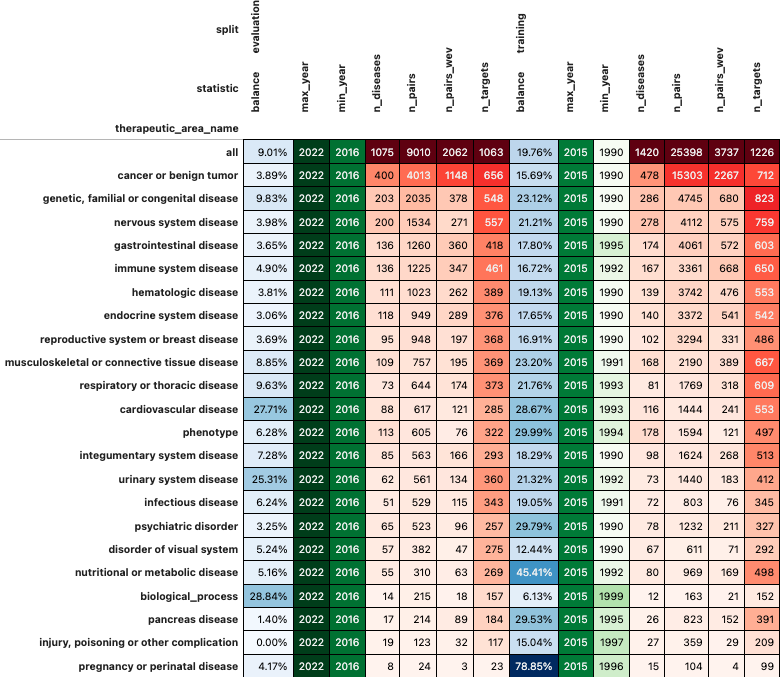 split evaluation training
statistic balance max_year min_year n_diseases n_pairs n_pairs_wev n_targets balance max_year min_year n_diseases n_pairs n_pairs_wev n_targets
therapeutic_area_name
all 9.01% 2022 2016 1075 9010 2062 1063 19.76% 2015 1990 1420 25398 3737 1226
cancer or benign tumor 3.89% 2022 2016 400 4013 1148 656 15.69% 2015 1990 478 15303 2267 712
genetic, familial or congenital disease 9.83% 2022 2016 203 2035 378 548 23.12% 2015 1990 286 4745 680 823
nervous system disease 3.98% 2022 2016 200 1534 271 557 21.21% 2015 1990 278 4112 575 759
gastrointestinal disease 3.65% 2022 2016 136 1260 360 418 17.80% 2015 1995 174 4061 572 603
immune system disease 4.90% 2022 2016 136 1225 347 461 16.72% 2015 1992 167 3361 668 650
hematologic disease 3.81% 2022 2016 111 1023 262 389 19.13% 2015 1990 139 3742 476 553
endocrine system disease 3.06% 2022 2016 118 949 289 376 17.65% 2015 1990 140 3372 541 542
reproductive system or breast disease 3.69% 2022 2016 95 948 197 368 16.91% 2015 1990 102 3294 331 486
musculoskeletal or connective tissue disease 8.85% 2022 2016 109 757 195 369 23.20% 2015 1991 168 2190 389 667
respiratory or thoracic disease 9.63% 2022 2016 73 644 174 373 21.76% 2015 1993 81 1769 318 609
cardiovascular disease 27.71% 2022 2016 88 617 121 285 28.67% 2015 1993 116 1444 241 553
phenotype 6.28% 2022 2016 113 605 76 322 29.99% 2015 1994 178 1594 121 497
integumentary system disease 7.28% 2022 2016 85 563 166 293 18.29% 2015 1990 98 1624 268 513
urinary system disease 25.31% 2022 2016 62 561 134 360 21.32% 2015 1992 73 1440 183 412
infectious disease 6.24% 2022 2016 51 529 115 343 19.05% 2015 1991 72 803 76 345
psychiatric disorder 3.25% 2022 2016 65 523 96 257 29.79% 2015 1990 78 1232 211 327
disorder of visual system 5.24% 2022 2016 57 382 47 275 12.44% 2015 1990 67 611 71 292
nutritional or metabolic disease 5.16% 2022 2016 55 310 63 269 45.41% 2015 1992 80 969 169 498
biological_process 28.84% 2022 2016 14 215 18 157 6.13% 2015 1999 12 163 21 152
pancreas disease 1.40% 2022 2016 17 214 89 184 29.53% 2015 1995 26 823 152 391
injury, poisoning or other complication 0.00% 2022 2016 19 123 32 117 15.04% 2015 1997 27 359 29 209
pregnancy or perinatal disease 4.17% 2022 2016 8 24 3 23 78.85% 2015 1996 15 104 4 99